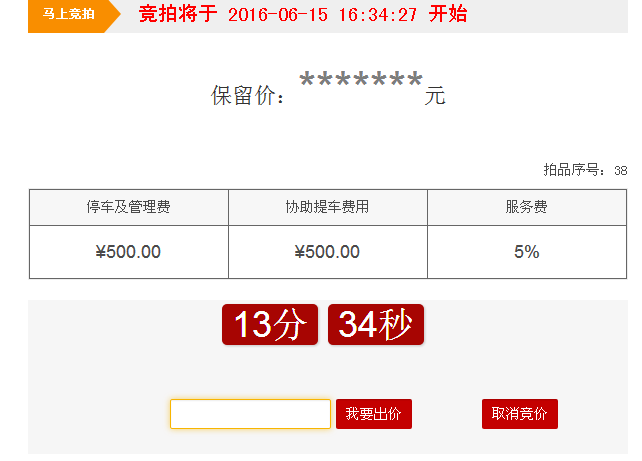 马上竞拍 竞拍将于 2016-06-15 16:34:27 开始
保留价：*******元
拍品序号：38
停车及管理费 协助提车费用 服务费
¥500.00 ¥500.00 5%
13分 34秒
我要出价 取消竞价